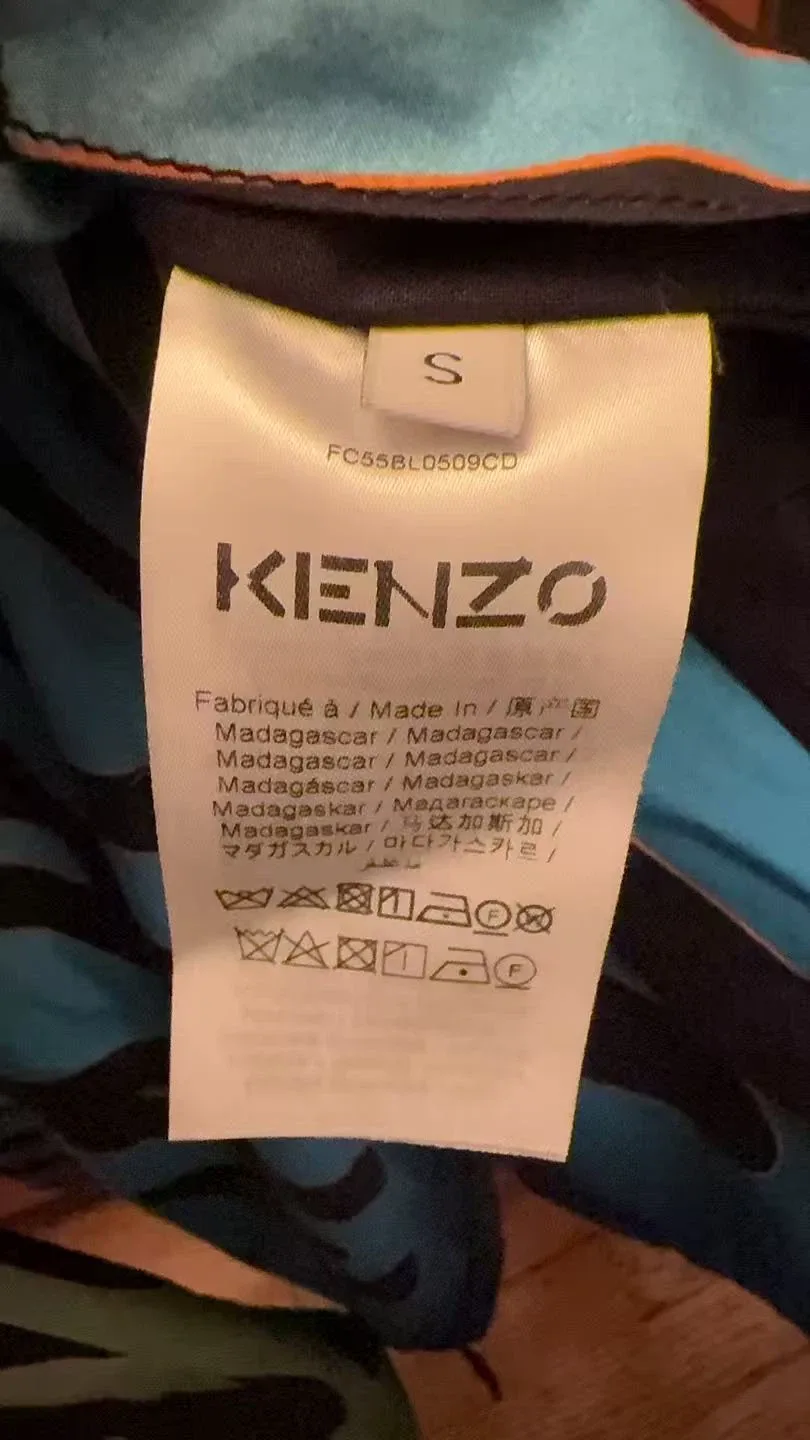 S
FC55BL0509CD
KENZO
Fabriqué à / Made In / 原产国
Madagascar / Madagascar /
Madagascar / Madagascar /
Madagáscar / Madagaskar /
Madagaskar / Мадагаскаре /
Madagaskar / 马达加斯加 /
マダガスカル / 마다가스카르 /
مدغشقر
F
F